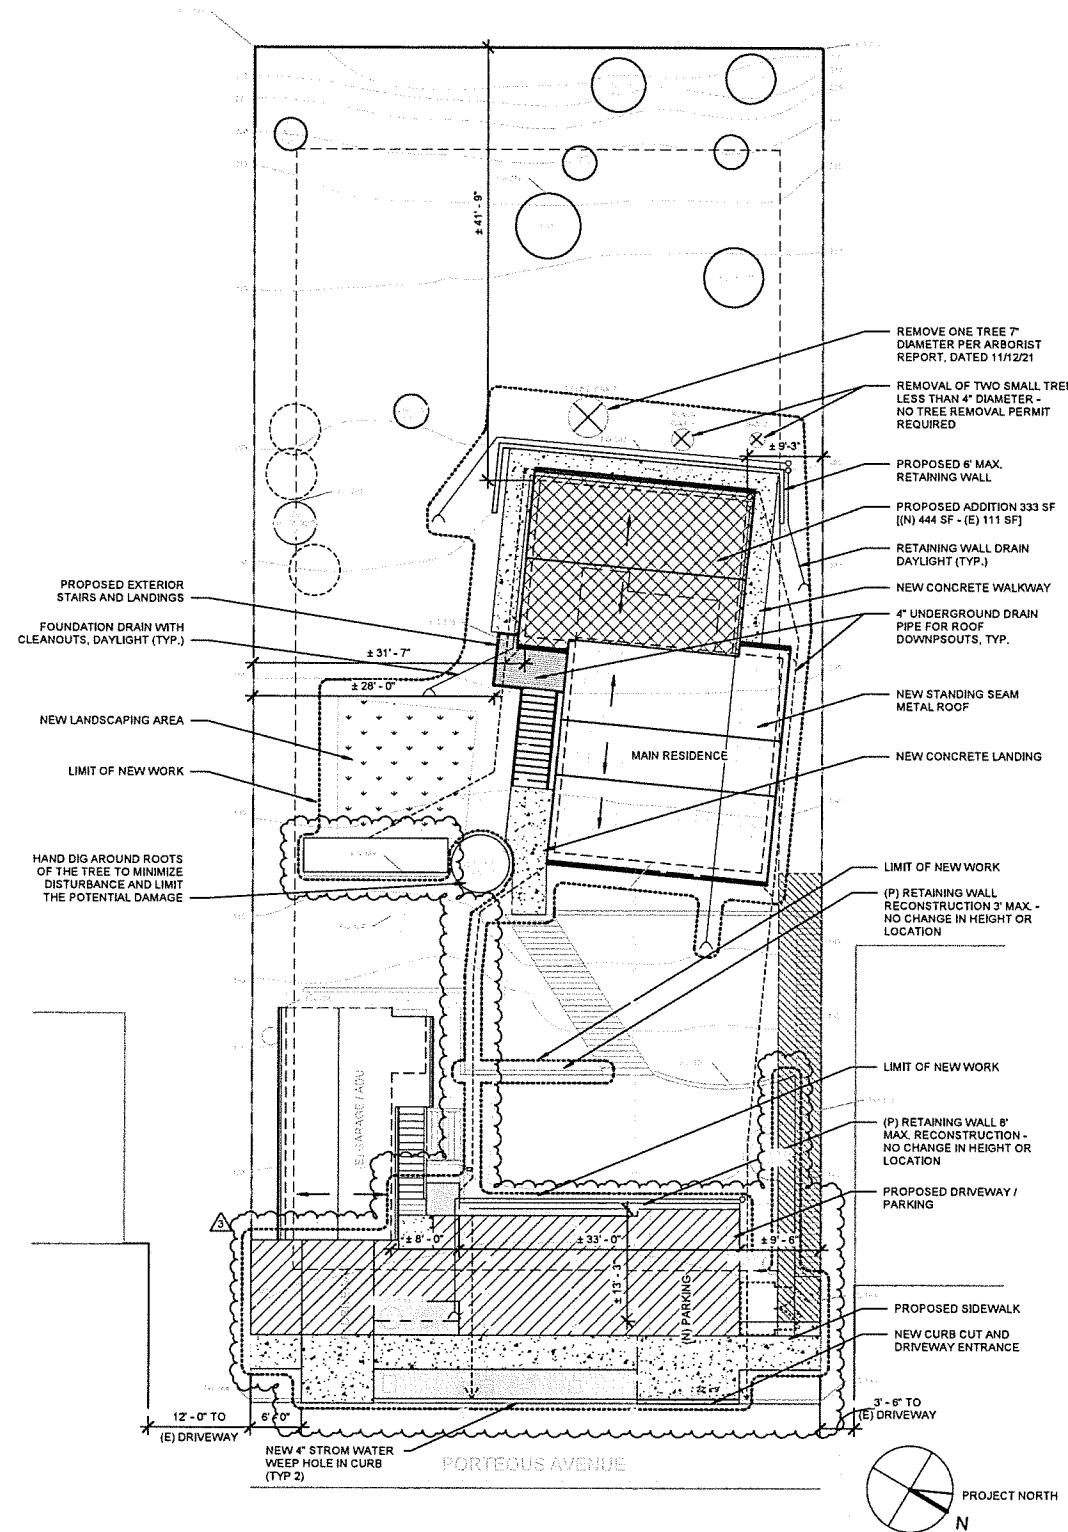 ± 41' - 9"
REMOVE ONE TREE 7"
DIAMETER PER ARBORIST
REPORT, DATED 11/12/21
REMOVAL OF TWO SMALL TREE
LESS THAN 4" DIAMETER -
NO TREE REMOVAL PERMIT
REQUIRED
± 9'-3"
PROPOSED 6' MAX.
RETAINING WALL
PROPOSED ADDITION 333 SF
[(N) 444 SF - (E) 111 SF]
RETAINING WALL DRAIN
DAYLIGHT (TYP.)
NEW CONCRETE WALKWAY
4" UNDERGROUND DRAIN
PIPE FOR ROOF
DOWNPSOUTS, TYP.
PROPOSED EXTERIOR
STAIRS AND LANDINGS
FOUNDATION DRAIN WITH
CLEANOUTS, DAYLIGHT (TYP.)
± 31' - 7"
± 28' - 0"
NEW STANDING SEAM
METAL ROOF
NEW LANDSCAPING AREA
MAIN RESIDENCE
NEW CONCRETE LANDING
LIMIT OF NEW WORK
HAND DIG AROUND ROOTS
OF THE TREE TO MINIMIZE
DISTURBANCE AND LIMIT
THE POTENTIAL DAMAGE
LIMIT OF NEW WORK
(P) RETAINING WALL
RECONSTRUCTION 3' MAX. -
NO CHANGE IN HEIGHT OR
LOCATION
LIMIT OF NEW WORK
(E) GARAGE / ADU
(P) RETAINING WALL 8'
MAX. RECONSTRUCTION -
NO CHANGE IN HEIGHT OR
LOCATION
PROPOSED DRIVEWAY /
PARKING
3
± 8' - 0"
± 33' - 0"
± 9' - 6"
± 13' - 3"
(N) PARKING
PROPOSED SIDEWALK
NEW CURB CUT AND
DRIVEWAY ENTRANCE
12' - 0" TO
(E) DRIVEWAY
6' - 0"
3' - 6" TO
(E) DRIVEWAY
NEW 4" STROM WATER
WEEP HOLE IN CURB
(TYP 2)
PORTEOUS AVENUE
PROJECT NORTH
N